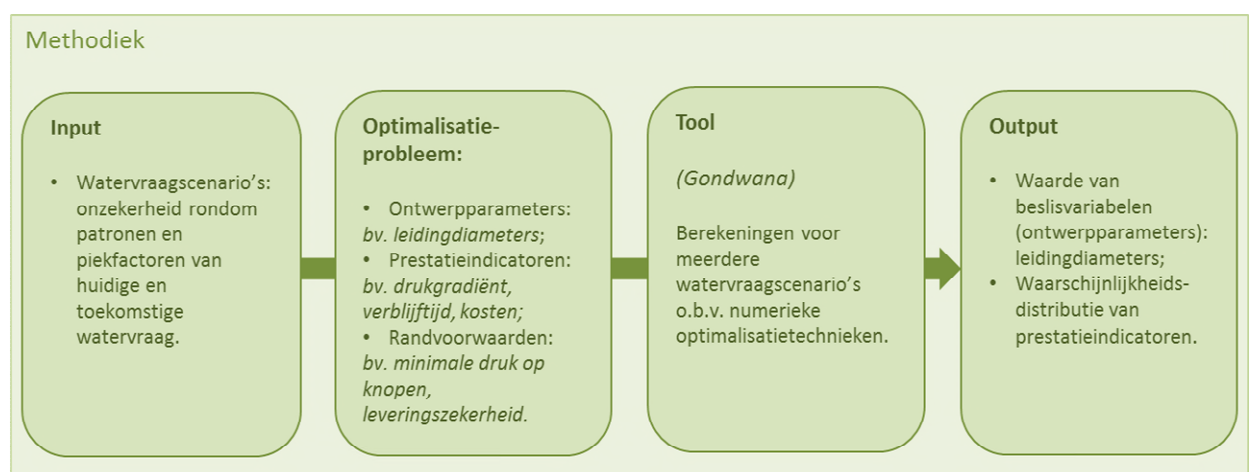 Methodiek
Input
• Watervraagscenario's:
onzekerheid rondom
patronen en
piekfactoren van
huidige en
toekomstige
watervraag.
Optimalisatie-
probleem:
• Ontwerpparameters:
bv. leidingdiameters;
• Prestatieindicatoren:
bv. drukgradiënt,
verblijftijd, kosten;
• Randvoorwaarden:
bv. minimale druk op
knopen,
leveringszekerheid.
Tool
(Gondwana)
Berekeningen voor
meerdere
watervraagscenario's
o.b.v. numerieke
optimalisatietechnieken.
Output
• Waarde van
beslisvariabelen
(ontwerpparameters):
leidingdiameters;
• Waarschijnlijkheids-
distributie van
prestatieindicatoren.